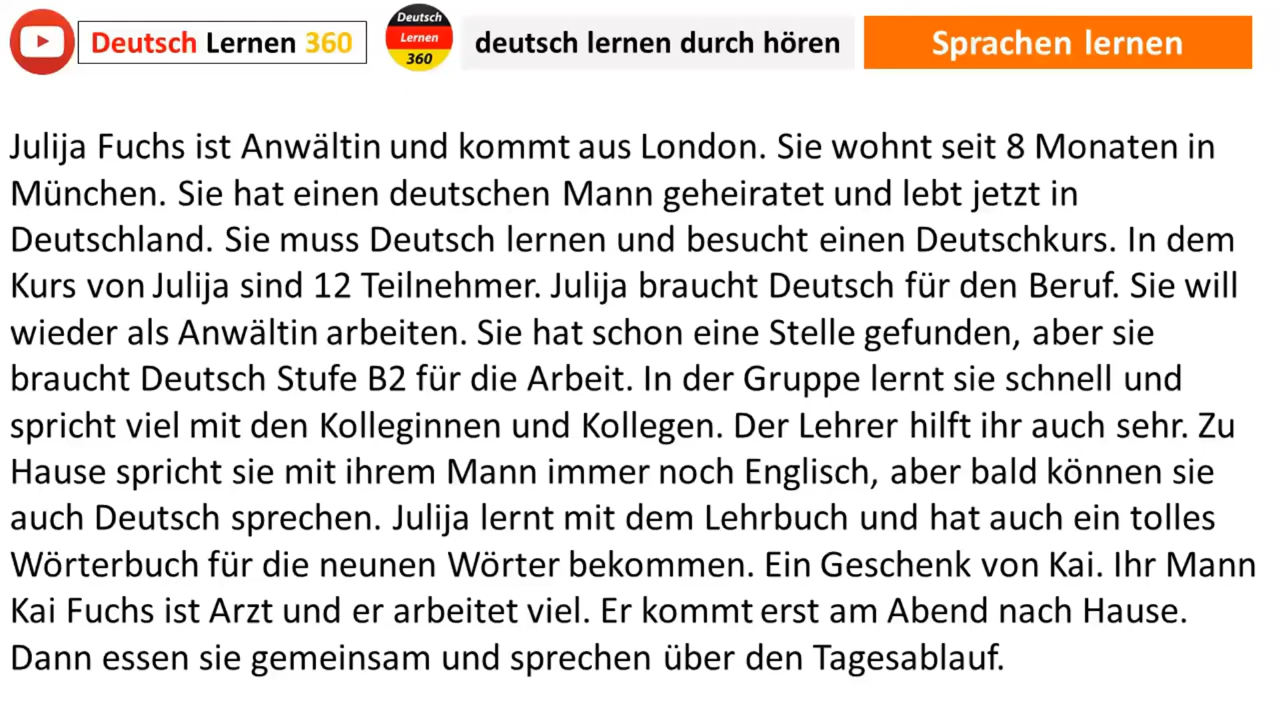 Deutsch Lernen 360
Deutsch
Lernen
360
deutsch lernen durch hören
Sprachen lernen
Julija Fuchs ist Anwältin und kommt aus London. Sie wohnt seit 8 Monaten in
München. Sie hat einen deutschen Mann geheiratet und lebt jetzt in
Deutschland. Sie muss Deutsch lernen und besucht einen Deutschkurs. In dem
Kurs von Julija sind 12 Teilnehmer. Julija braucht Deutsch für den Beruf. Sie will
wieder als Anwältin arbeiten. Sie hat schon eine Stelle gefunden, aber sie
braucht Deutsch Stufe B2 für die Arbeit. In der Gruppe lernt sie schnell und
spricht viel mit den Kolleginnen und Kollegen. Der Lehrer hilft ihr auch sehr. Zu
Hause spricht sie mit ihrem Mann immer noch Englisch, aber bald können sie
auch Deutsch sprechen. Julija lernt mit dem Lehrbuch und hat auch ein tolles
Wörterbuch für die neunen Wörter bekommen. Ein Geschenk von Kai. Ihr Mann
Kai Fuchs ist Arzt und er arbeitet viel. Er kommt erst am Abend nach Hause.
Dann essen sie gemeinsam und sprechen über den Tagesablauf.